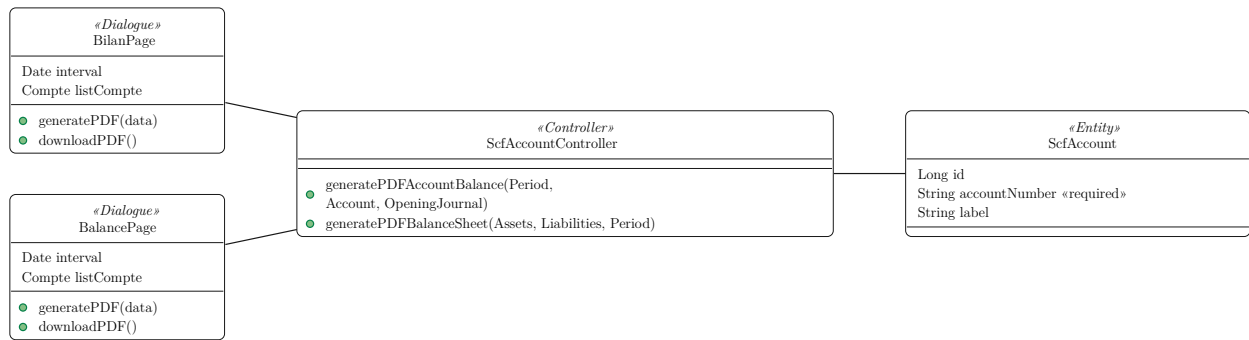 «Dialogue»
BilanPage
Date interval
Compte listCompte
generatePDF(data)
downloadPDF()
«Dialogue»
BalancePage
Date interval
Compte listCompte
generatePDF(data)
downloadPDF()
«Controller»
ScfAccountController
generatePDFAccountBalance(Period,
Account, OpeningJournal)
generatePDFBalanceSheet(Assets, Liabilities, Period)
«Entity»
ScfAccount
Long id
String accountNumber «required»
String label